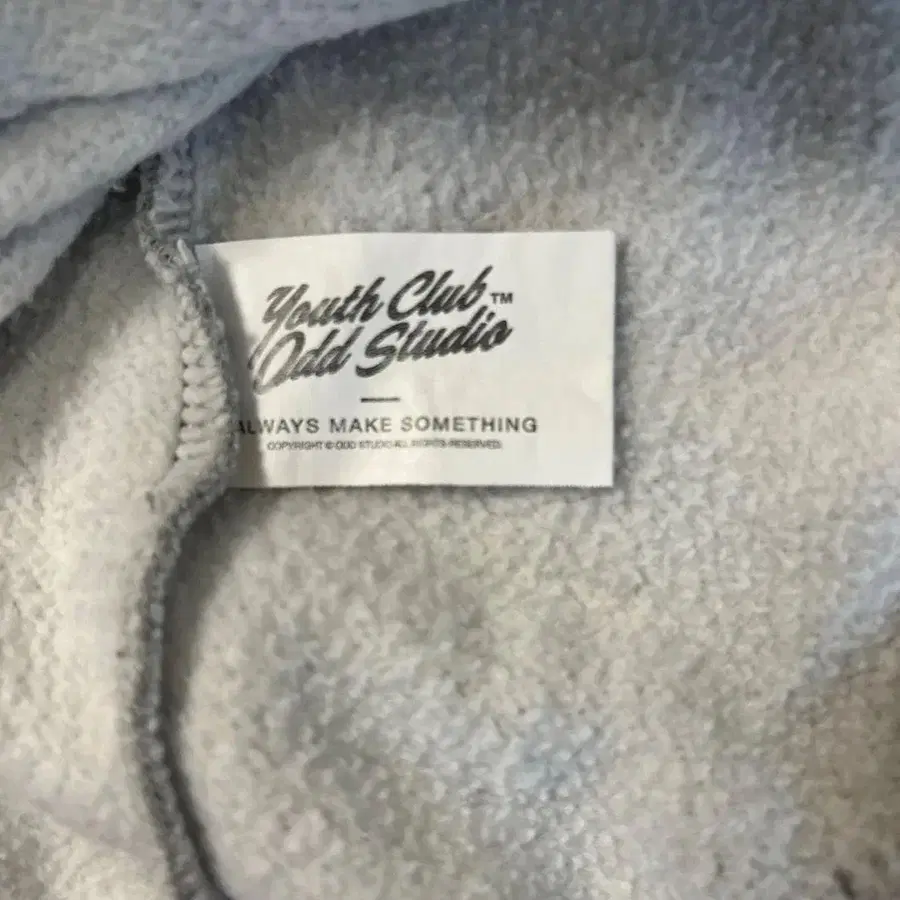 Youth Club™
Odd Studio
ALWAYS MAKE SOMETHING
COPYRIGHT © ODD STUDIO ALL RIGHTS RESERVED.